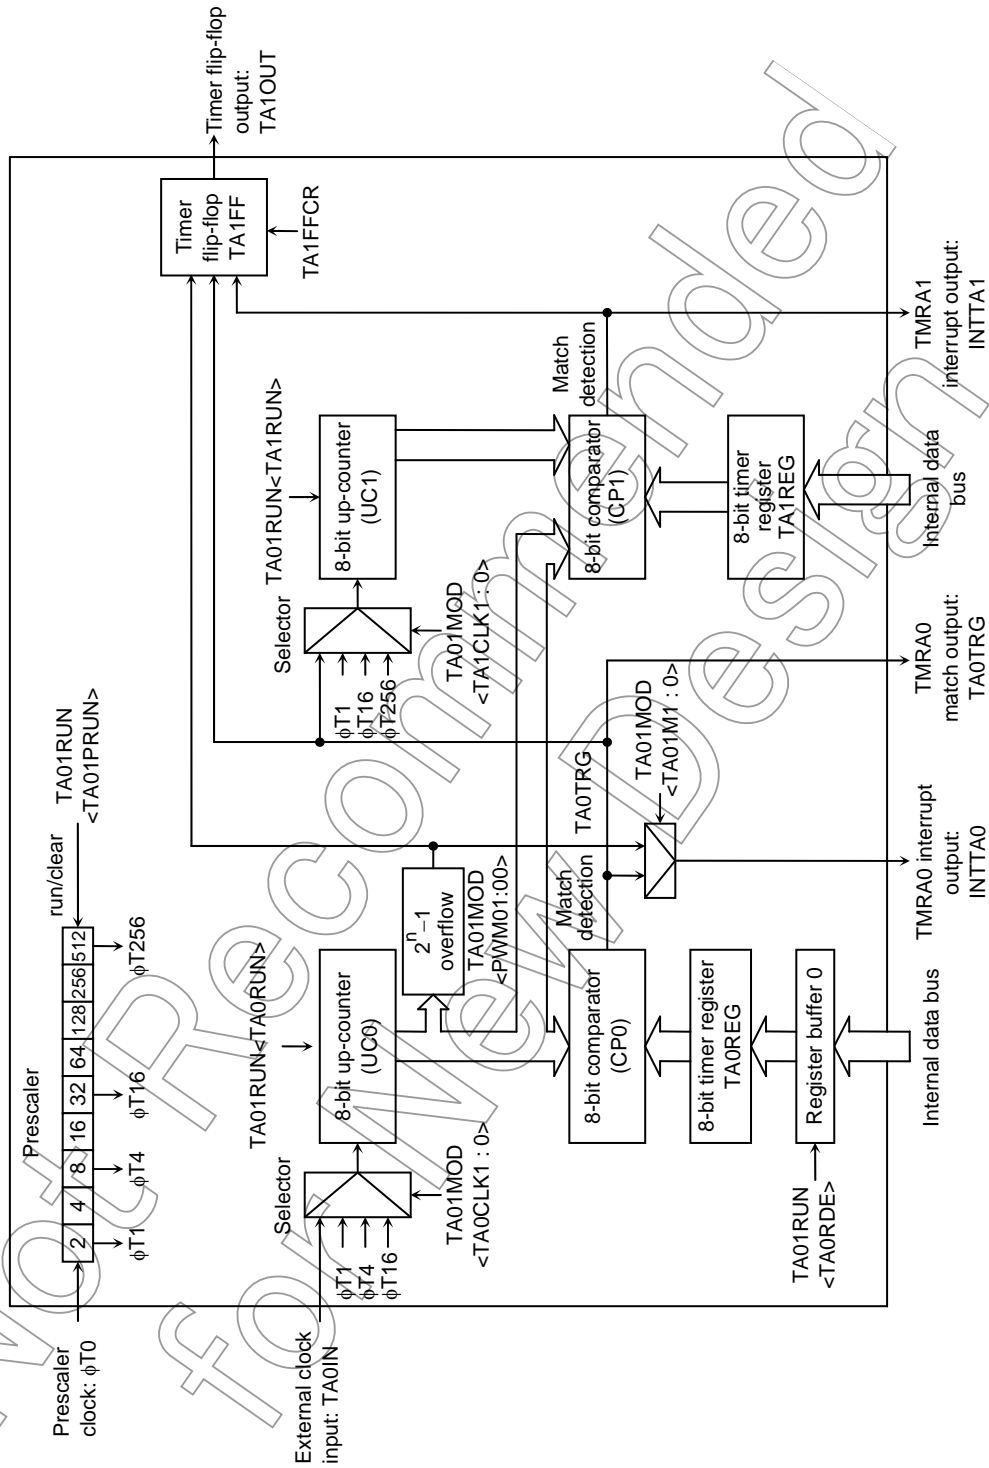 Prescaler
clock: φT0
Prescaler
2 4 8 16 32 64 128 256 512
run/clear
TA01RUN
<TA01PRUN>
φT1
φT4
φT16
φT256
External clock
input: TA0IN
φT1
φT4
φT16
Selector
TA01MOD
<TA0CLK1 : 0>
TA01RUN<TA0RUN>
8-bit up-counter
(UC0)
2ⁿ−1
overflow
TA01MOD
<PWM01:00>
8-bit comparator
(CP0)
Match
detection
TA0TRG
8-bit timer register
TA0REG
Register buffer 0
TA01RUN
<TA0RDE>
Internal data bus
TA01MOD
<TA01M1 : 0>
TMRA0 interrupt
output:
INTTA0
TMRA0
match output:
TA0TRG
Selector
φT1
φT16
φT256
TA01MOD
<TA1CLK1 : 0>
TA01RUN<TA1RUN>
8-bit up-counter
(UC1)
8-bit comparator
(CP1)
Match
detection
8-bit timer
register
TA1REG
Internal data
bus
TMRA1
interrupt output:
INTTA1
Timer
flip-flop
TA1FF
TA1FFCR
Timer flip-flop
output:
TA1OUT
Not Recommended
for New Design